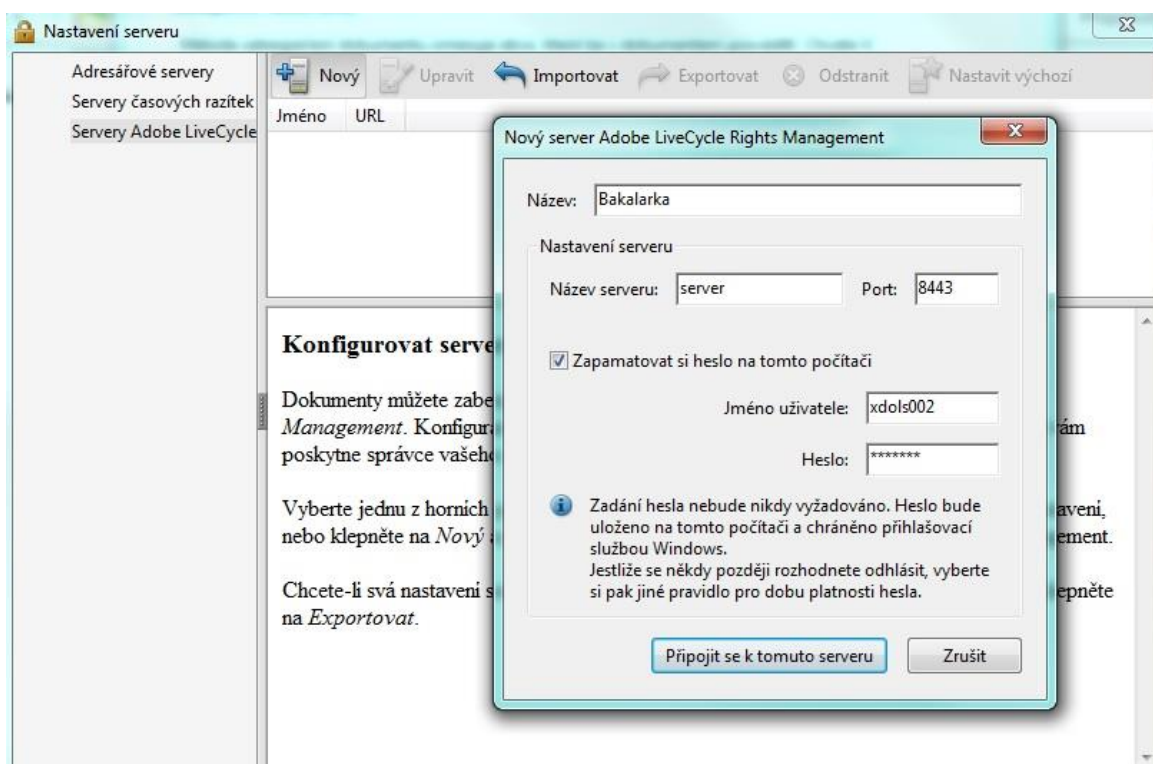 Nastavení serveru
Adresářové servery
Servery časových razítek
Servery Adobe LiveCycle
Nový Upravit Importovat Exportovat Odstranit Nastavit výchozí
Jméno URL
Konfigurovat serve
Dokumenty můžete zabe
Management. Konfigur
poskytne správce vašeho
Vyberte jednu z horních
nebo klepněte na Nový
Chcete-li svá nastavení s
na Exportovat.
ám
avení,
ement.
epněte
Nový server Adobe LiveCycle Rights Management
Název: Bakalarka
Nastavení serveru
Název serveru: server Port: 8443
Zapamatovat si heslo na tomto počítači
Jméno uživatele: xdols002
Heslo: *******
Zadání hesla nebude nikdy vyžadováno. Heslo bude
uloženo na tomto počítači a chráněno přihlašovací
službou Windows.
Jestliže se někdy později rozhodnete odhlásit, vyberte
si pak jiné pravidlo pro dobu platnosti hesla.
Připojit se k tomuto serveru Zrušit